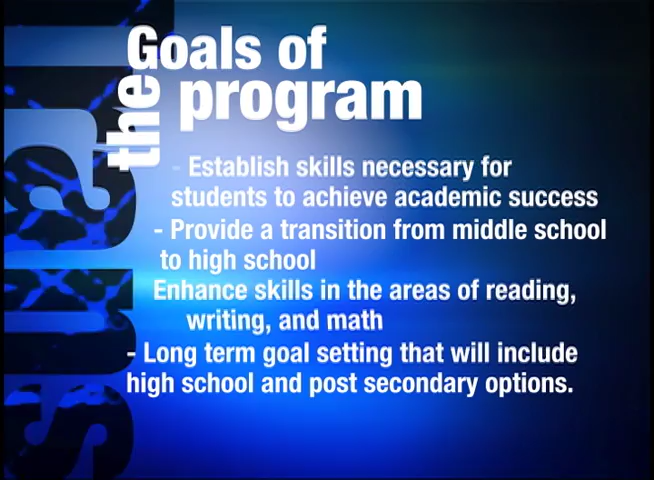 Goals of
the program
- Establish skills necessary for
students to achieve academic success
- Provide a transition from middle school
to high school
Enhance skills in the areas of reading,
writing, and math
- Long term goal setting that will include
high school and post secondary options.